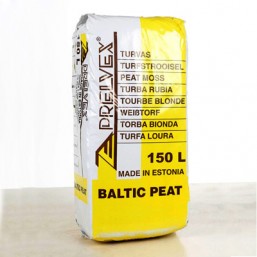 PRELVEX
TURVAS
TURFSTROOISEL
PEAT MOSS
TURBA RUBIA
TOURBE BLONDE
WEIßTORF
TORBA BIONDA
TURFA LOURA
150 L
MADE IN ESTONIA
BALTIC PEAT